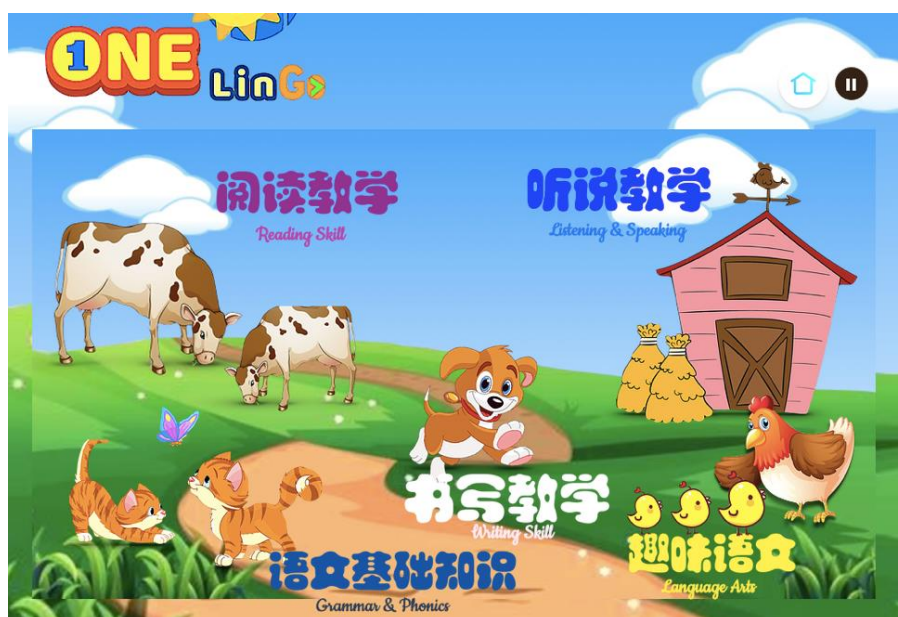 1NE
LinGo
阅读教学
Reading Skill
听说教学
Listening & Speaking
书写教学
Writing Skill
趣味语文
Language Arts
语文基础知识
Grammar & Phonics